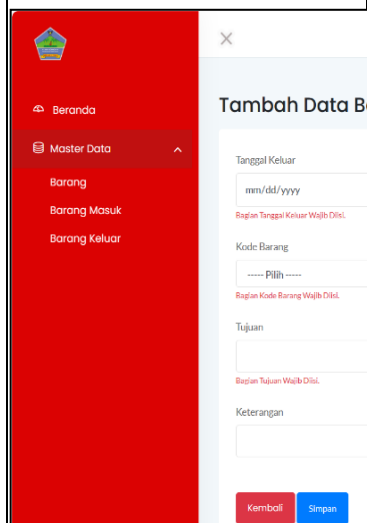 Beranda
Master Data
Barang
Barang Masuk
Barang Keluar
Tambah Data B
Tanggal Keluar
mm/dd/yyyy
Bagian Tanggal Keluar Wajib Diisi.
Kode Barang
----- Pilih -----
Bagian Kode Barang Wajib Diisi.
Tujuan
Bagian Tujuan Wajib Diisi.
Keterangan
Kembali
Simpan